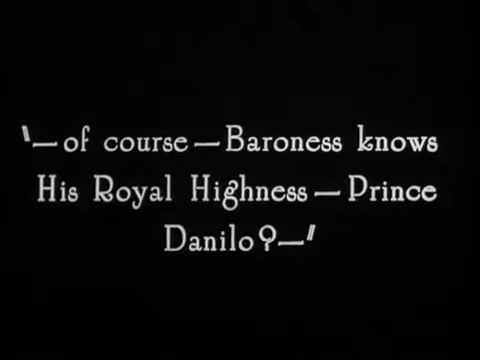 "—of course—Baroness knows
His Royal Highness—Prince
Danilo?—"